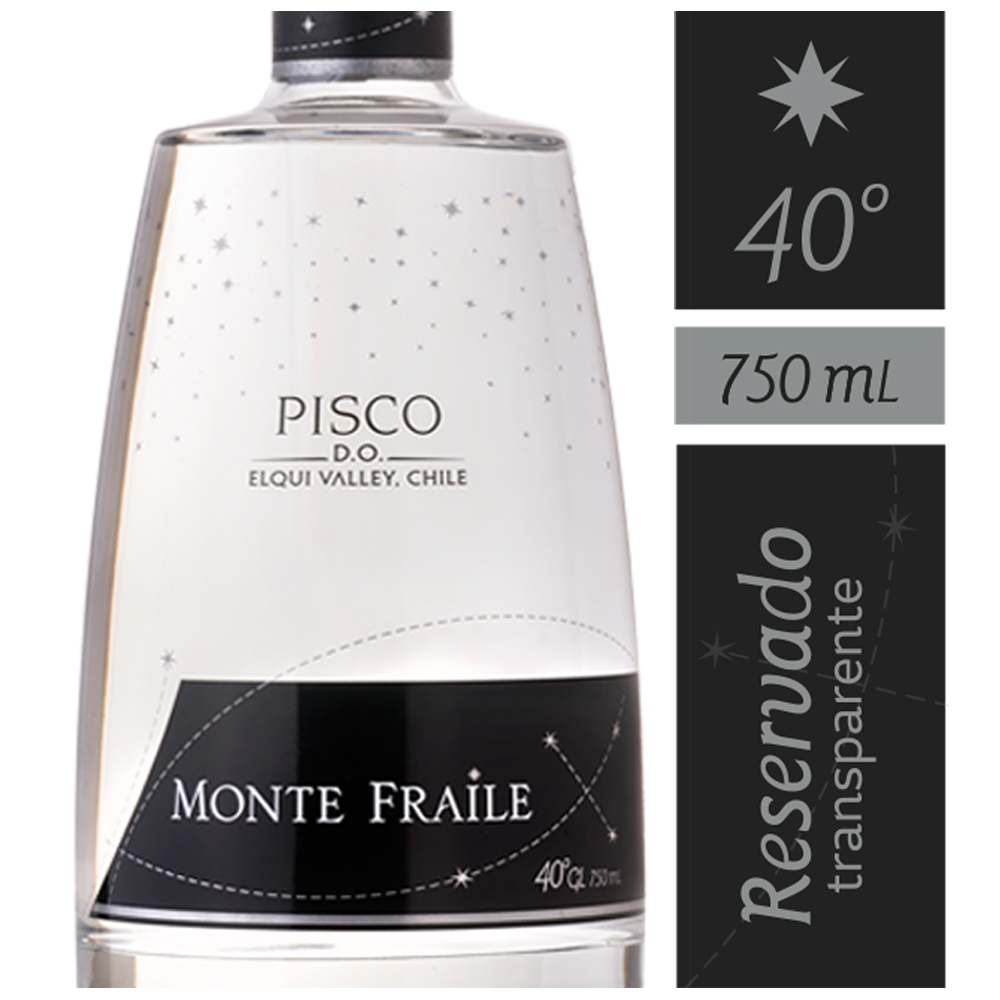 PISCO
D.O.
ELQUI VALLEY, CHILE
MONTE FRAILE
40°GL 750 mL
40°
750 mL
Reservado
transparente